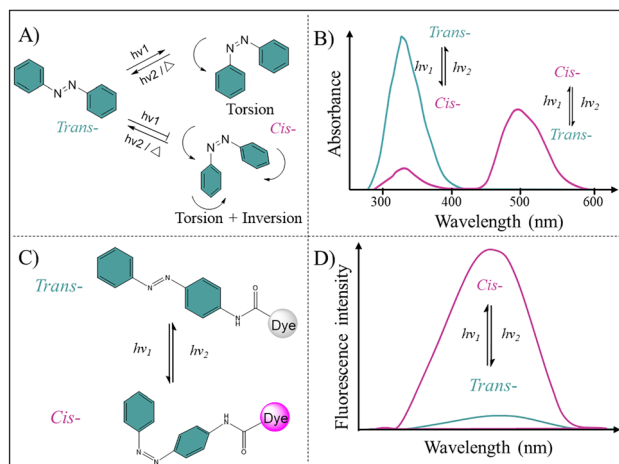 A)
hν1
hν2 / △
N=N
Torsion
Trans-
N=N
hν1
hν2 / △
Cis-
N=N
Torsion + Inversion
B)
Absorbance
Trans-
hν1
hν2
Cis-
Cis-
hν1
hν2
Trans-
300
400
500
600
Wavelength (nm)
C)
Trans-
N=N
NH
O
Dye
hν1
hν2
Cis-
N=N
H
N
O
Dye
D)
Fluorescence intensity
Cis-
hν1
hν2
Trans-
Wavelength (nm)